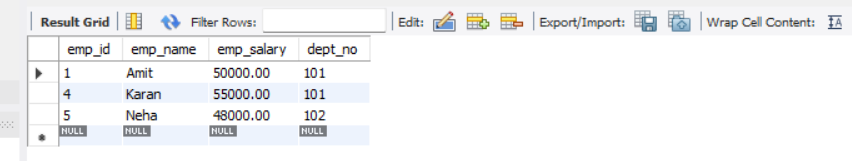 Result Grid Filter Rows: Edit: Export/Import: Wrap Cell Content: IA
emp_id emp_name emp_salary dept_no
1 Amit 50000.00 101
4 Karan 55000.00 101
5 Neha 48000.00 102
NULL NULL NULL NULL